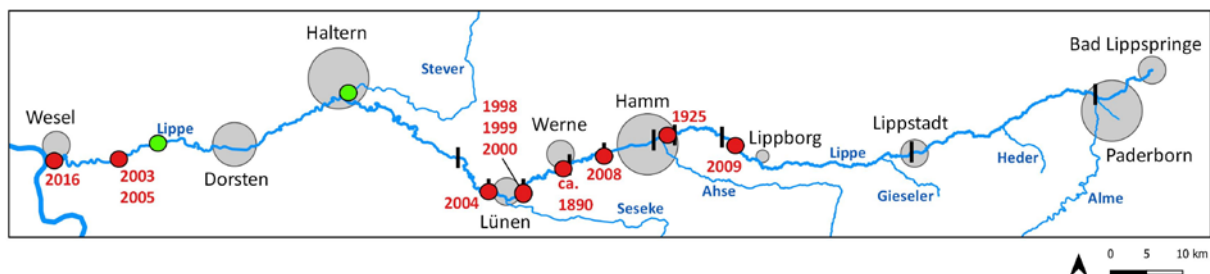 Haltern
Bad Lippspringe
Stever
1998
1999
2000
Hamm
1925
Wesel
Lippe
Werne
Lippborg
Lippstadt
2016
2003
2005
Dorsten
2004
Lünen
ca.
1890
2008
2009
Lippe
Heder
Paderborn
Seseke
Ahse
Gieseler
Alme
0 5 10 km